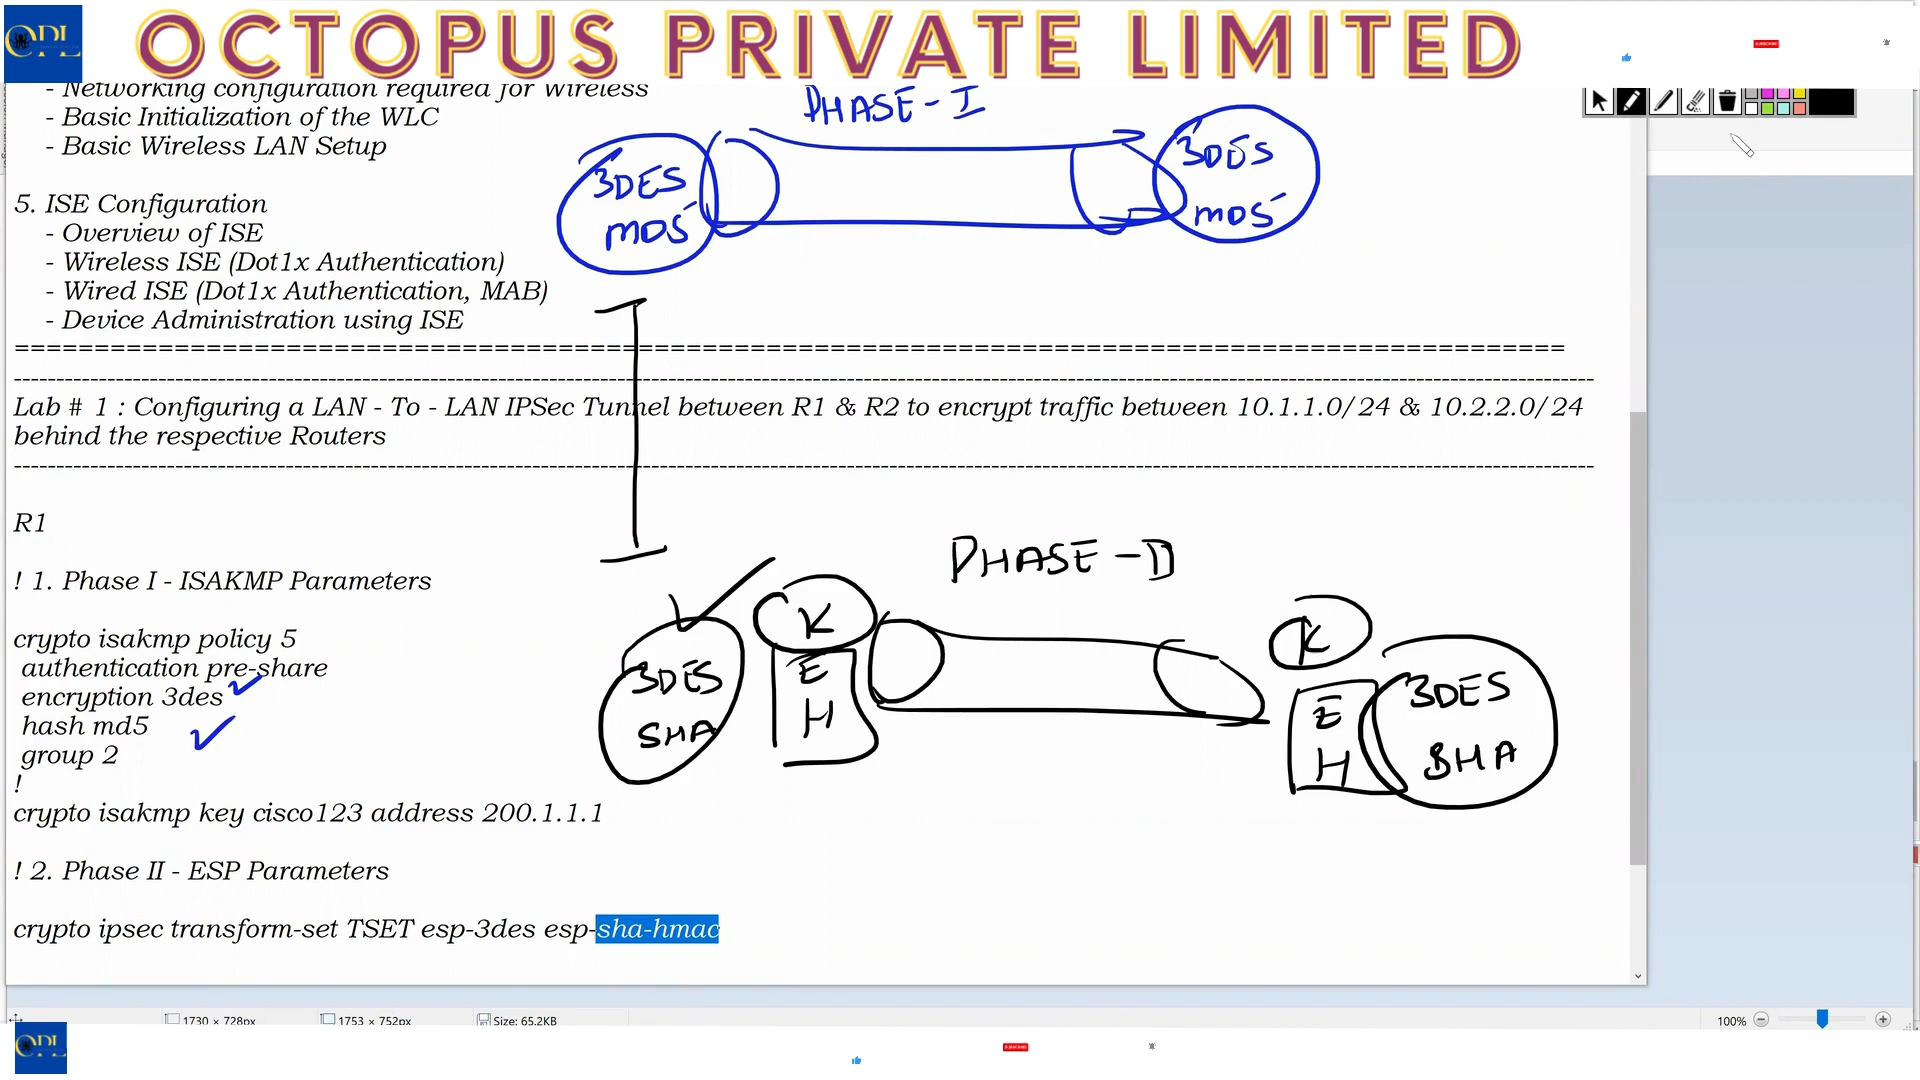 OPL
OCTOPUS PRIVATE LIMITED
SUBSCRIBE
- Networking configuration required for wireless
- Basic Initialization of the WLC
- Basic Wireless LAN Setup
PHASE - I
3DES
MD5
3DES
MD5
5. ISE Configuration
- Overview of ISE
- Wireless ISE (Dot1x Authentication)
- Wired ISE (Dot1x Authentication, MAB)
- Device Administration using ISE
Lab # 1 : Configuring a LAN - To - LAN IPSec Tunnel between R1 & R2 to encrypt traffic between 10.1.1.0/24 & 10.2.2.0/24
behind the respective Routers
R1
! 1. Phase I - ISAKMP Parameters
crypto isakmp policy 5
authentication pre-share
encryption 3des
hash md5
group 2
!
crypto isakmp key cisco123 address 200.1.1.1
PHASE - II
3DES
SHA
K
E
H
K
E
H
3DES
SHA
! 2. Phase II - ESP Parameters
crypto ipsec transform-set TSET esp-3des esp-sha-hmac
1730 × 728px
1753 × 752px
Size: 65.2KB
100%
OPL
SUBSCRIBE